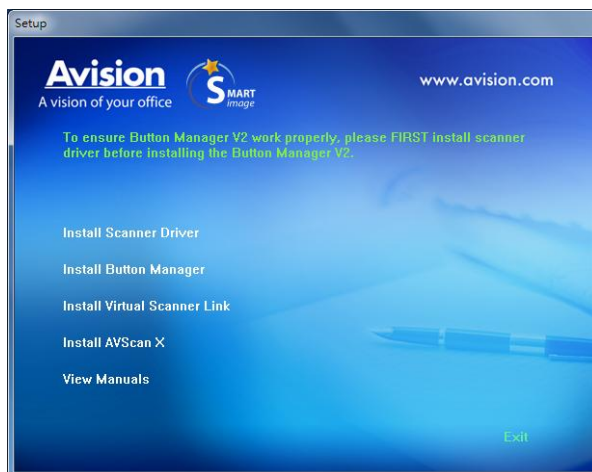 Setup
Avision
A vision of your office
SMART
image
www.avision.com
To ensure Button Manager V2 work properly, please FIRST install scanner
driver before installing the Button Manager V2.
Install Scanner Driver
Install Button Manager
Install Virtual Scanner Link
Install AVScan X
View Manuals
Exit